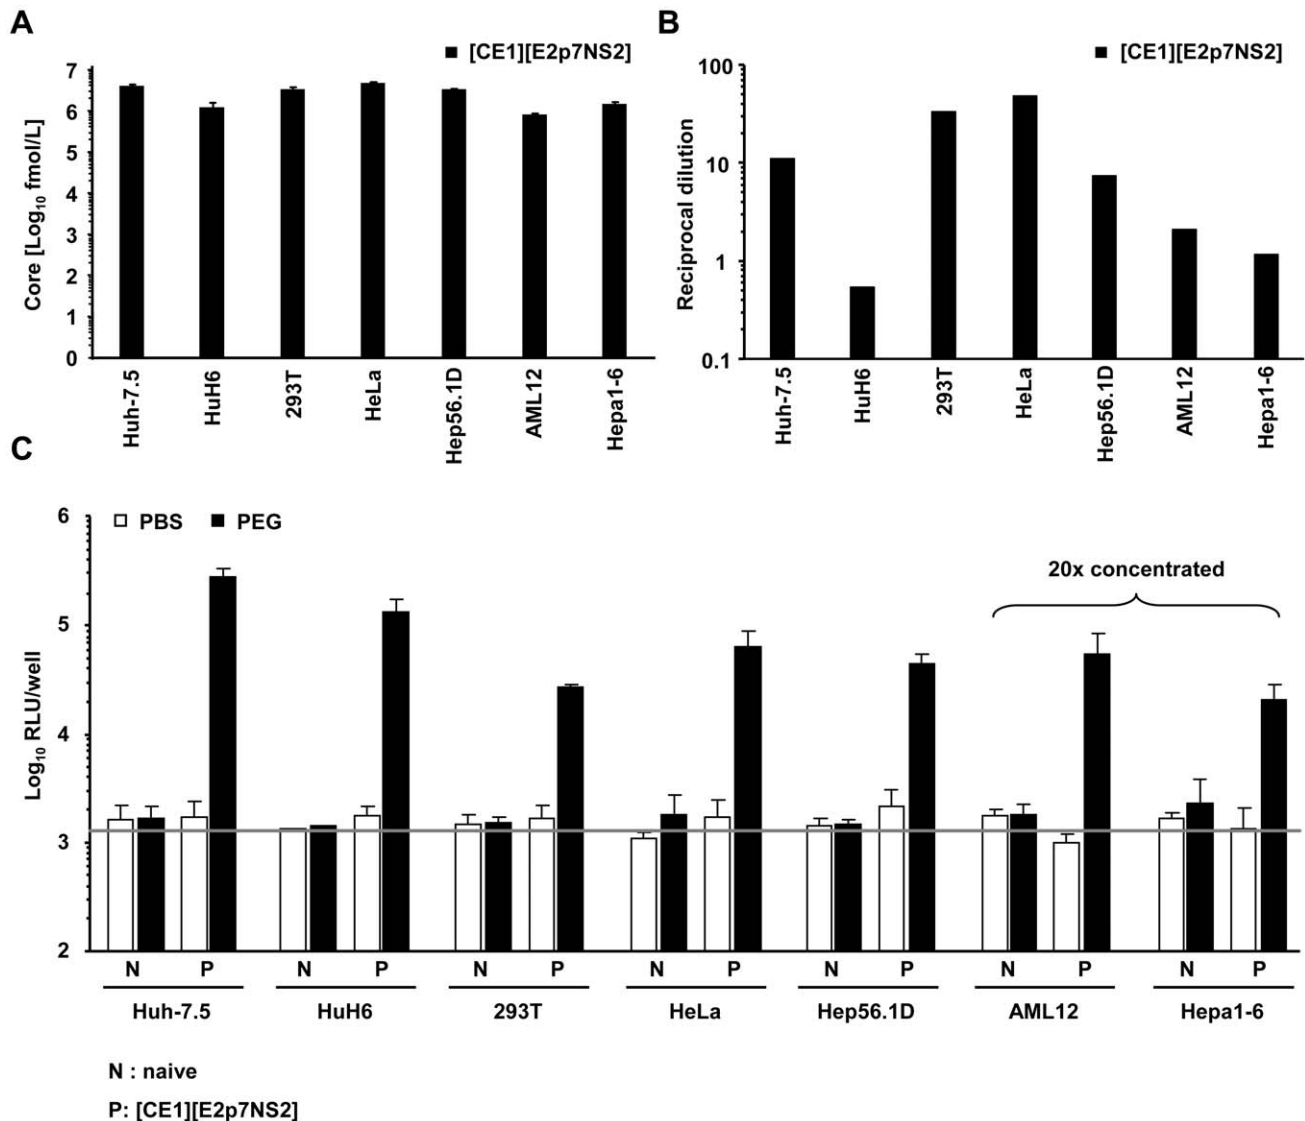 A
[CE1][E2p7NS2]
Core [Log10 fmol/L]
7
6
5
4
3
2
1
0
Huh-7.5
HuH6
293T
HeLa
Hep56.1D
AML12
Hepa1-6
B
[CE1][E2p7NS2]
Reciprocal dilution
100
10
1
0.1
Huh-7.5
HuH6
293T
HeLa
Hep56.1D
AML12
Hepa1-6
C
PBS PEG
20x concentrated
Log10 RLU/well
6
5
4
3
2
N P N P N P N P N P N P N P
Huh-7.5 HuH6 293T HeLa Hep56.1D AML12 Hepa1-6
N : naive
P: [CE1][E2p7NS2]